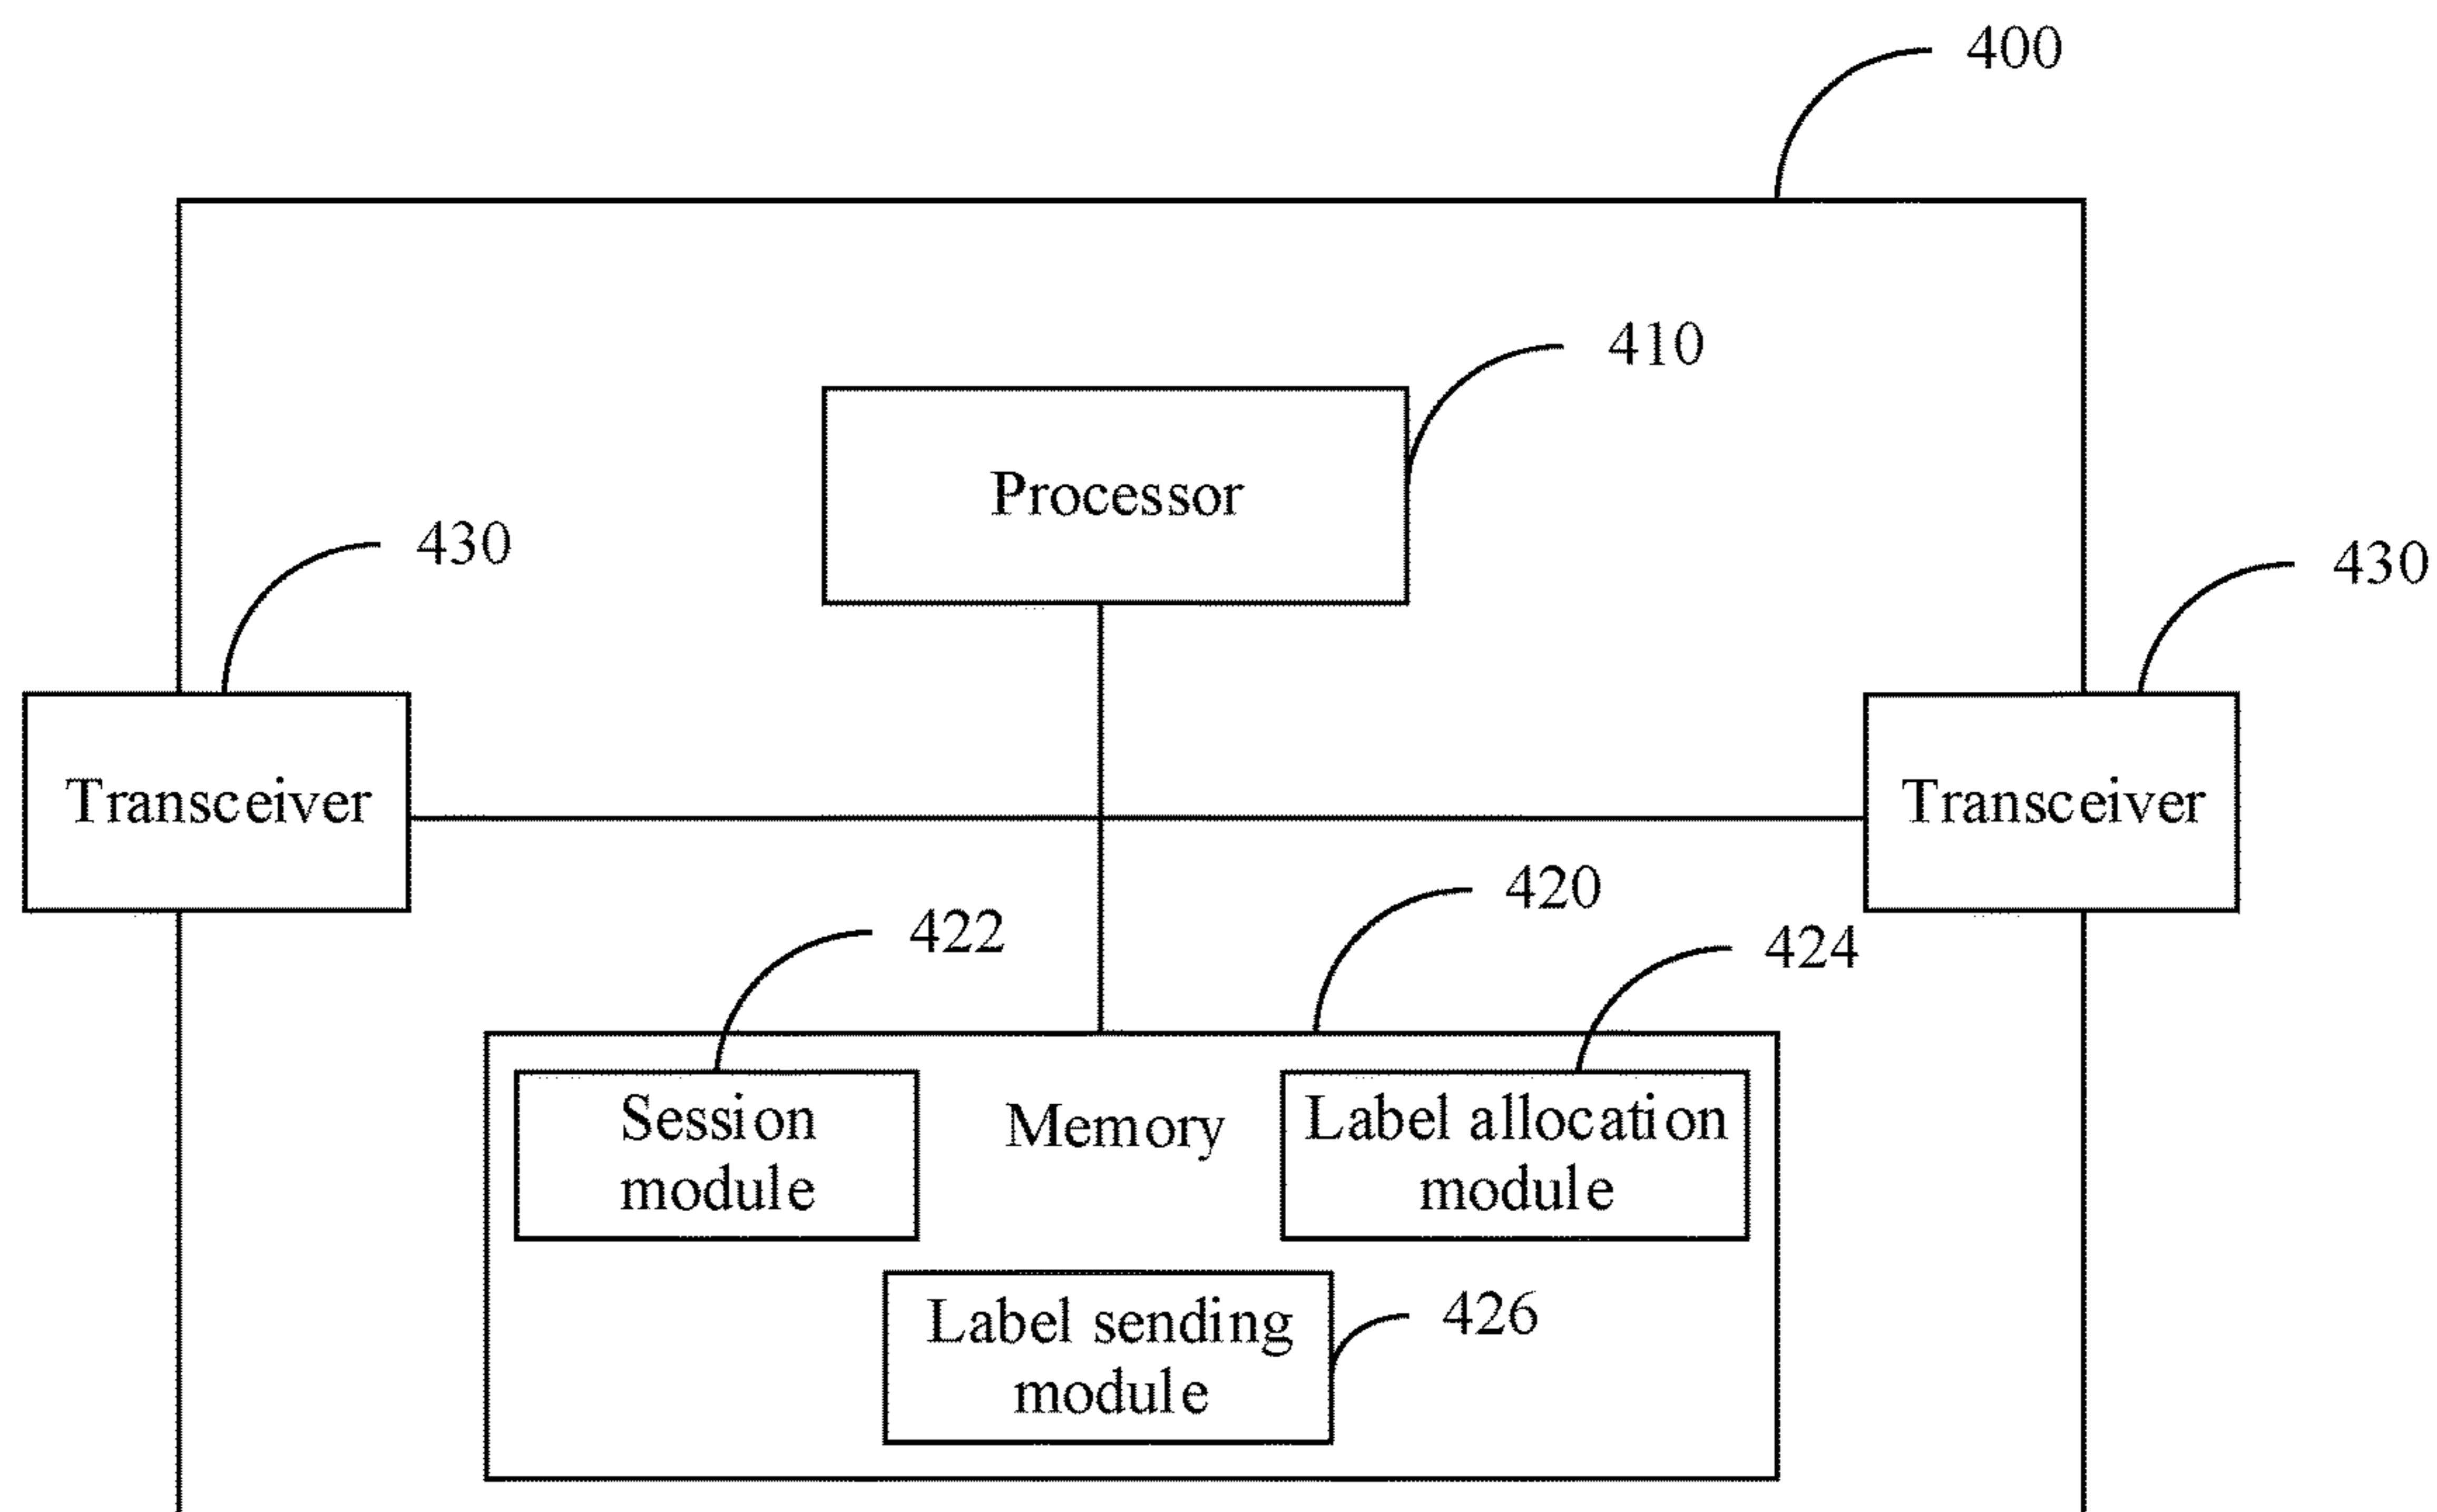 400
410
Processor
430
430
Transceiver
Transceiver
420
422
424
Session
module
Memory
Label allocation
module
Label sending
module
426